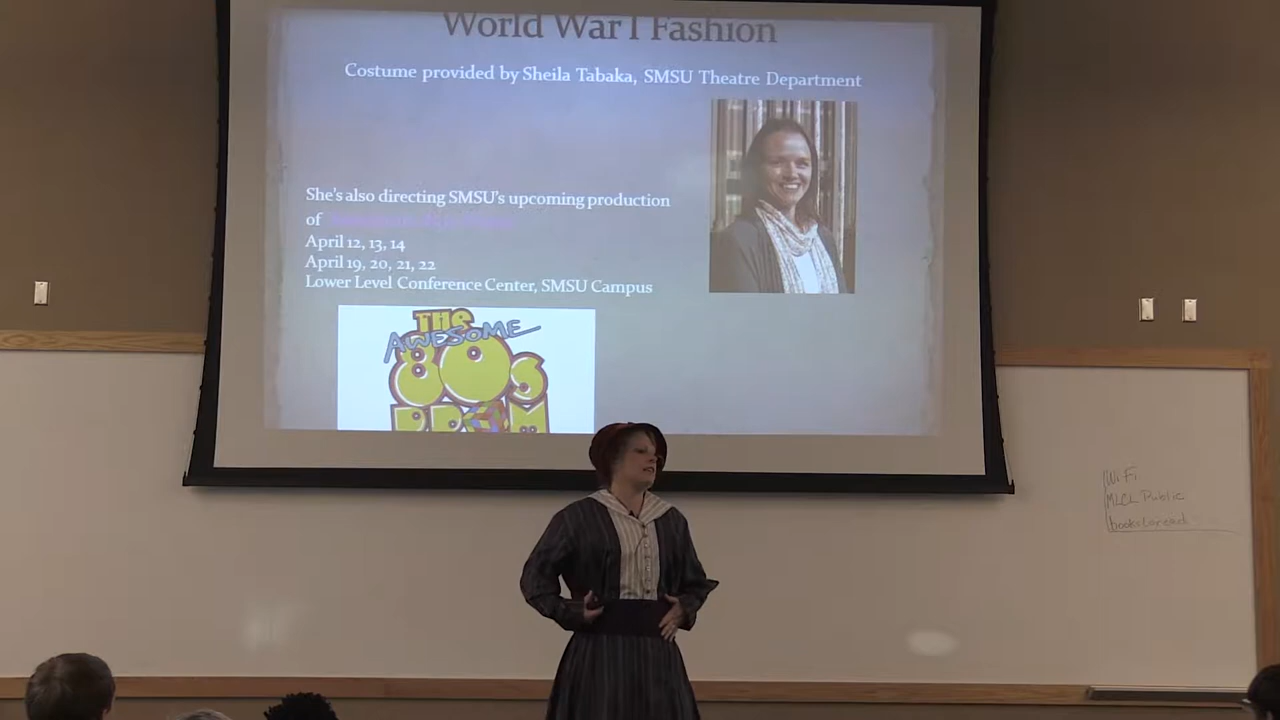 World War I Fashion
Costume provided by Sheila Tabaka, SMSU Theatre Department
She's also directing SMSU's upcoming production
of
April 12, 13, 14
April 19, 20, 21, 22
Lower Level Conference Center, SMSU Campus
THE
AWESOME
80s
PROM
WiFi
MLCL Public